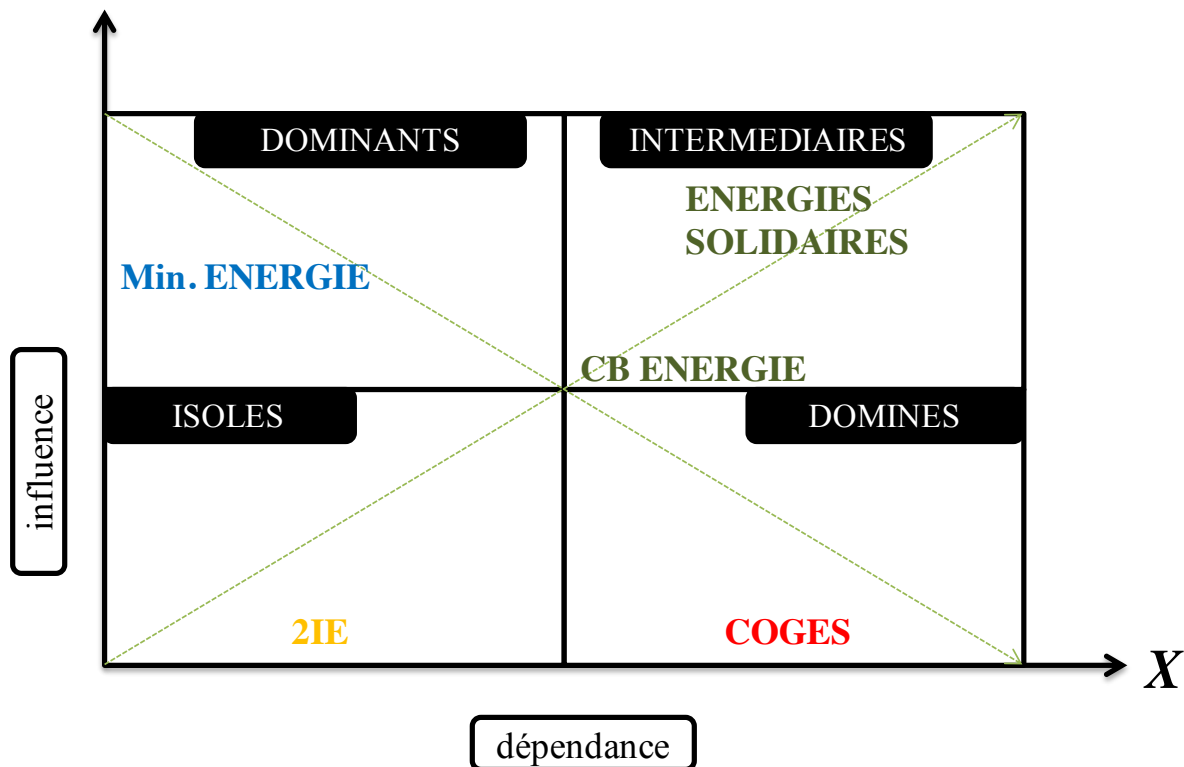 DOMINANTS
INTERMEDIAIRES
ENERGIES
SOLIDAIRES
Min. ENERGIE
CB ENERGIE
ISOLES
DOMINES
influence
2IE
COGES
X
dépendance